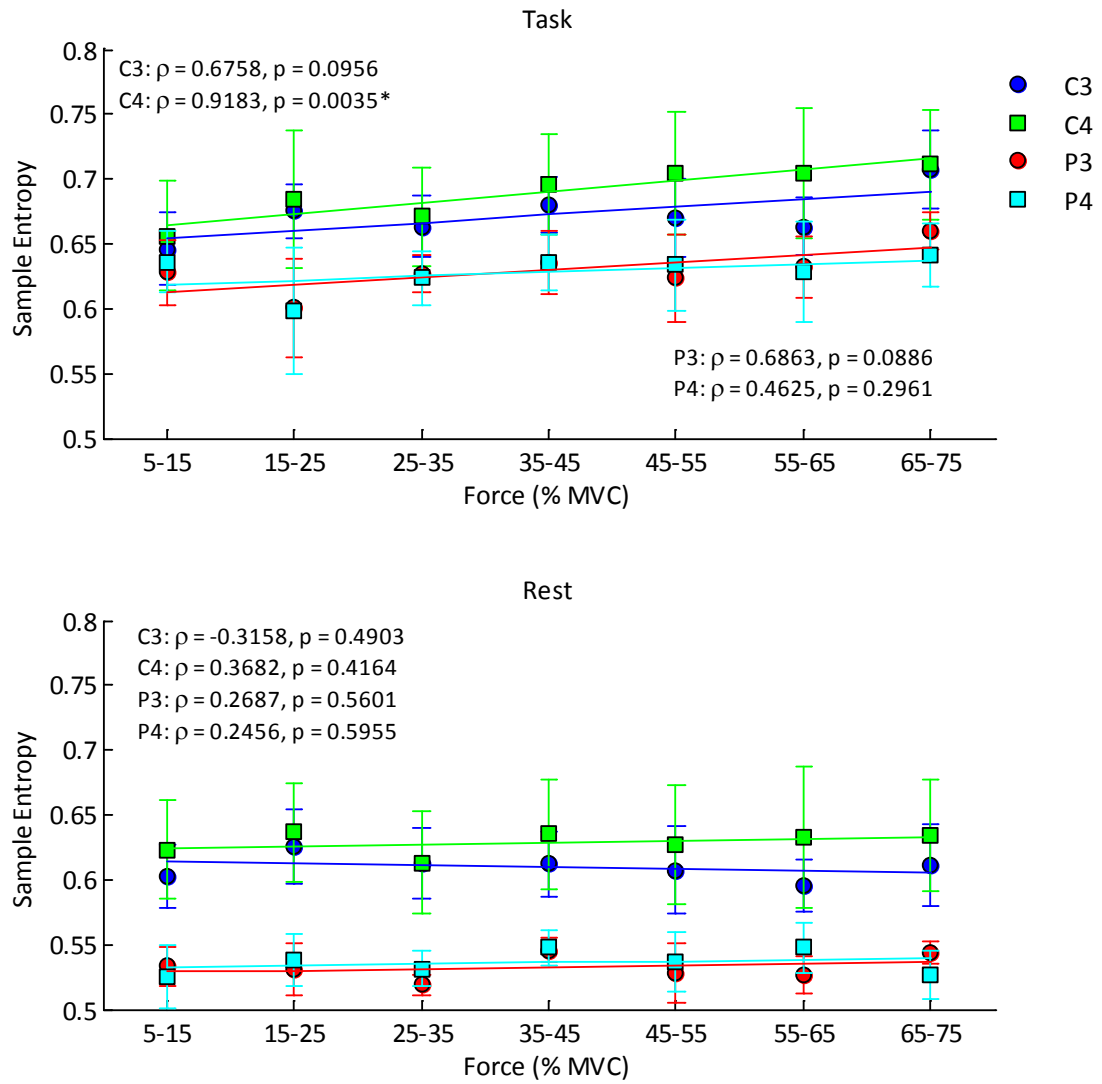 Task
0.8
0.75
0.7
0.65
0.6
0.55
0.5
Sample Entropy
C3: ρ = 0.6758, p = 0.0956
C4: ρ = 0.9183, p = 0.0035*
P3: ρ = 0.6863, p = 0.0886
P4: ρ = 0.4625, p = 0.2961
5-15 15-25 25-35 35-45 45-55 55-65 65-75
Force (% MVC)
C3
C4
P3
P4
Rest
0.8
0.75
0.7
0.65
0.6
0.55
0.5
Sample Entropy
C3: ρ = -0.3158, p = 0.4903
C4: ρ = 0.3682, p = 0.4164
P3: ρ = 0.2687, p = 0.5601
P4: ρ = 0.2456, p = 0.5955
5-15 15-25 25-35 35-45 45-55 55-65 65-75
Force (% MVC)